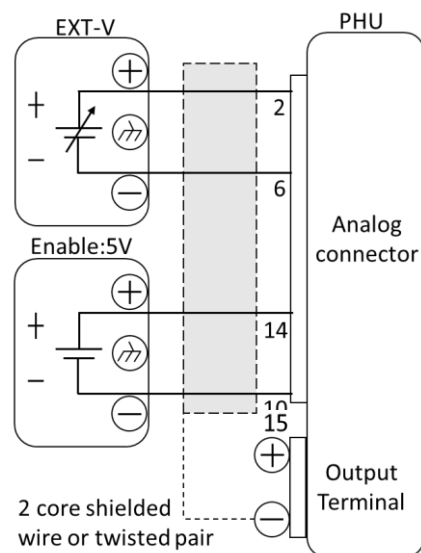 EXT-V
PHU
+
+
2
−
6
−
Enable:5V
Analog
connector
+
+
14
−
−
15
+
Output
Terminal
−
2 core shielded
wire or twisted pair